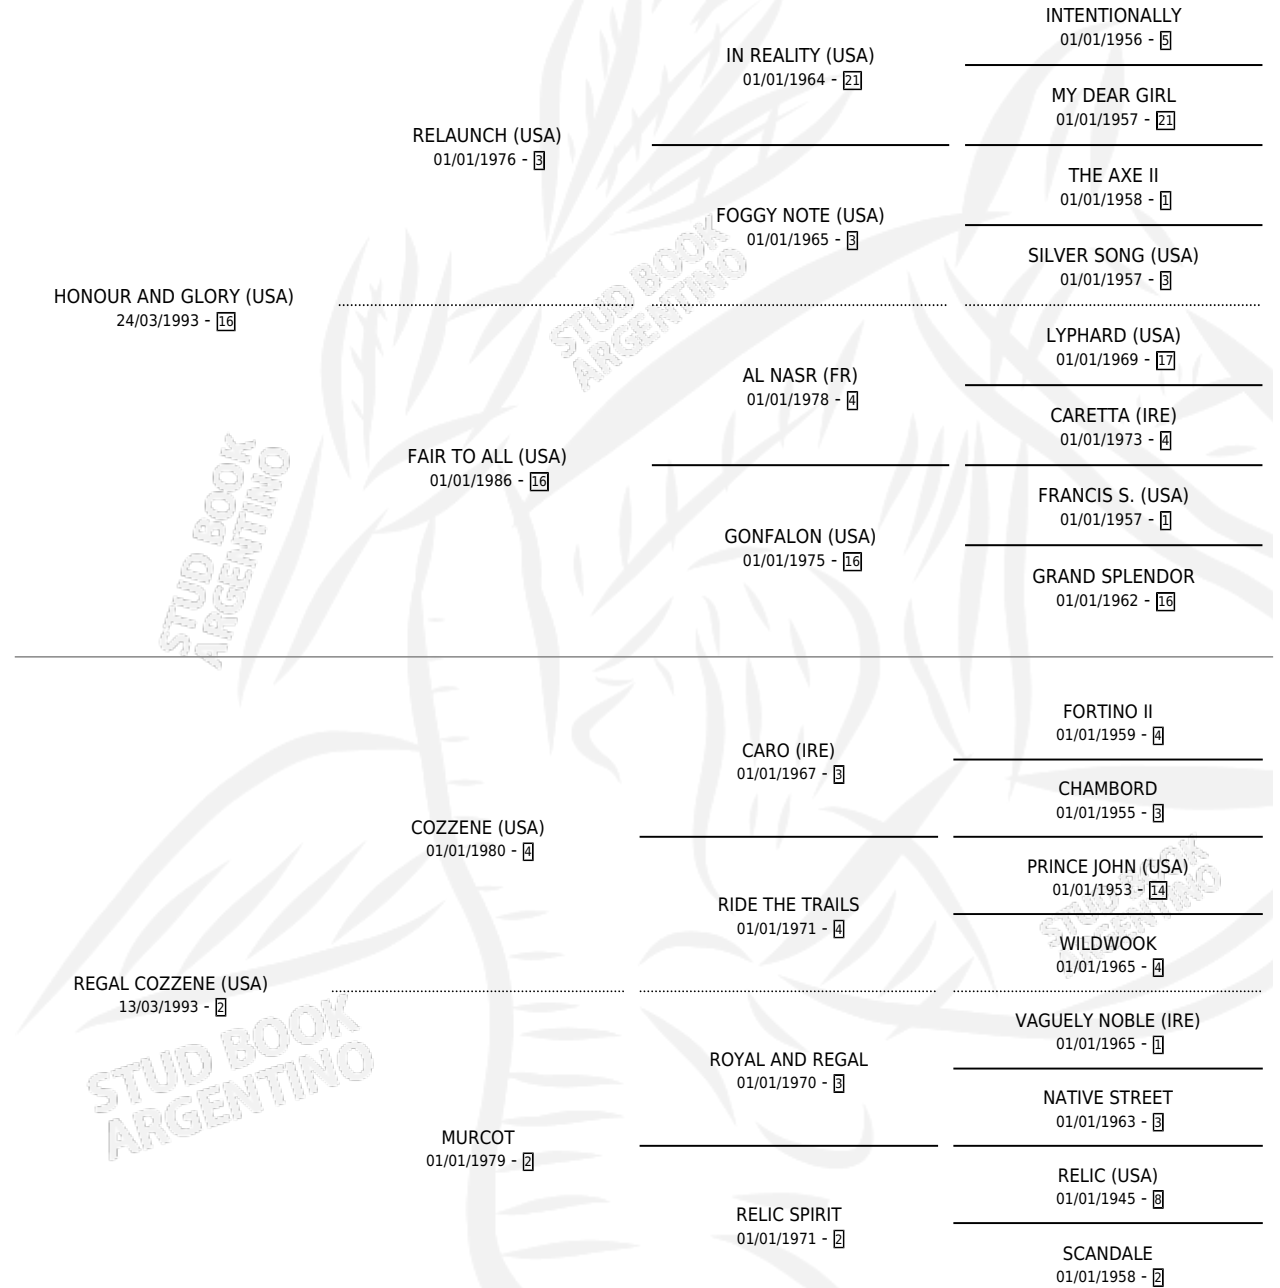 INTENTIONALLY
01/01/1956 - 5
IN REALITY (USA)
01/01/1964 - 21
MY DEAR GIRL
01/01/1957 - 21
RELAUNCH (USA)
01/01/1976 - 3
THE AXE II
01/01/1958 - 1
FOGGY NOTE (USA)
01/01/1965 - 3
SILVER SONG (USA)
01/01/1957 - 3
HONOUR AND GLORY (USA)
24/03/1993 - 16
LYPHARD (USA)
01/01/1969 - 17
AL NASR (FR)
01/01/1978 - 4
CARETTA (IRE)
01/01/1973 - 4
FAIR TO ALL (USA)
01/01/1986 - 16
FRANCIS S. (USA)
01/01/1957 - 1
GONFALON (USA)
01/01/1975 - 16
GRAND SPLENDOR
01/01/1962 - 16
FORTINO II
01/01/1959 - 4
CARO (IRE)
01/01/1967 - 3
CHAMBORD
01/01/1955 - 3
COZZENE (USA)
01/01/1980 - 4
PRINCE JOHN (USA)
01/01/1953 - 14
RIDE THE TRAILS
01/01/1971 - 4
WILDWOOK
01/01/1965 - 4
REGAL COZZENE (USA)
13/03/1993 - 2
VAGUELY NOBLE (IRE)
01/01/1965 - 1
ROYAL AND REGAL
01/01/1970 - 3
NATIVE STREET
01/01/1963 - 3
MURCOT
01/01/1979 - 2
RELIC (USA)
01/01/1945 - 8
RELIC SPIRIT
01/01/1971 - 2
SCANDALE
01/01/1958 - 2
STUD BOOK
ARGENTINO
STUD BOOK
ARGENTINO
STUD BOOK
ARGENTINO
STUD BOOK
ARGENTINO